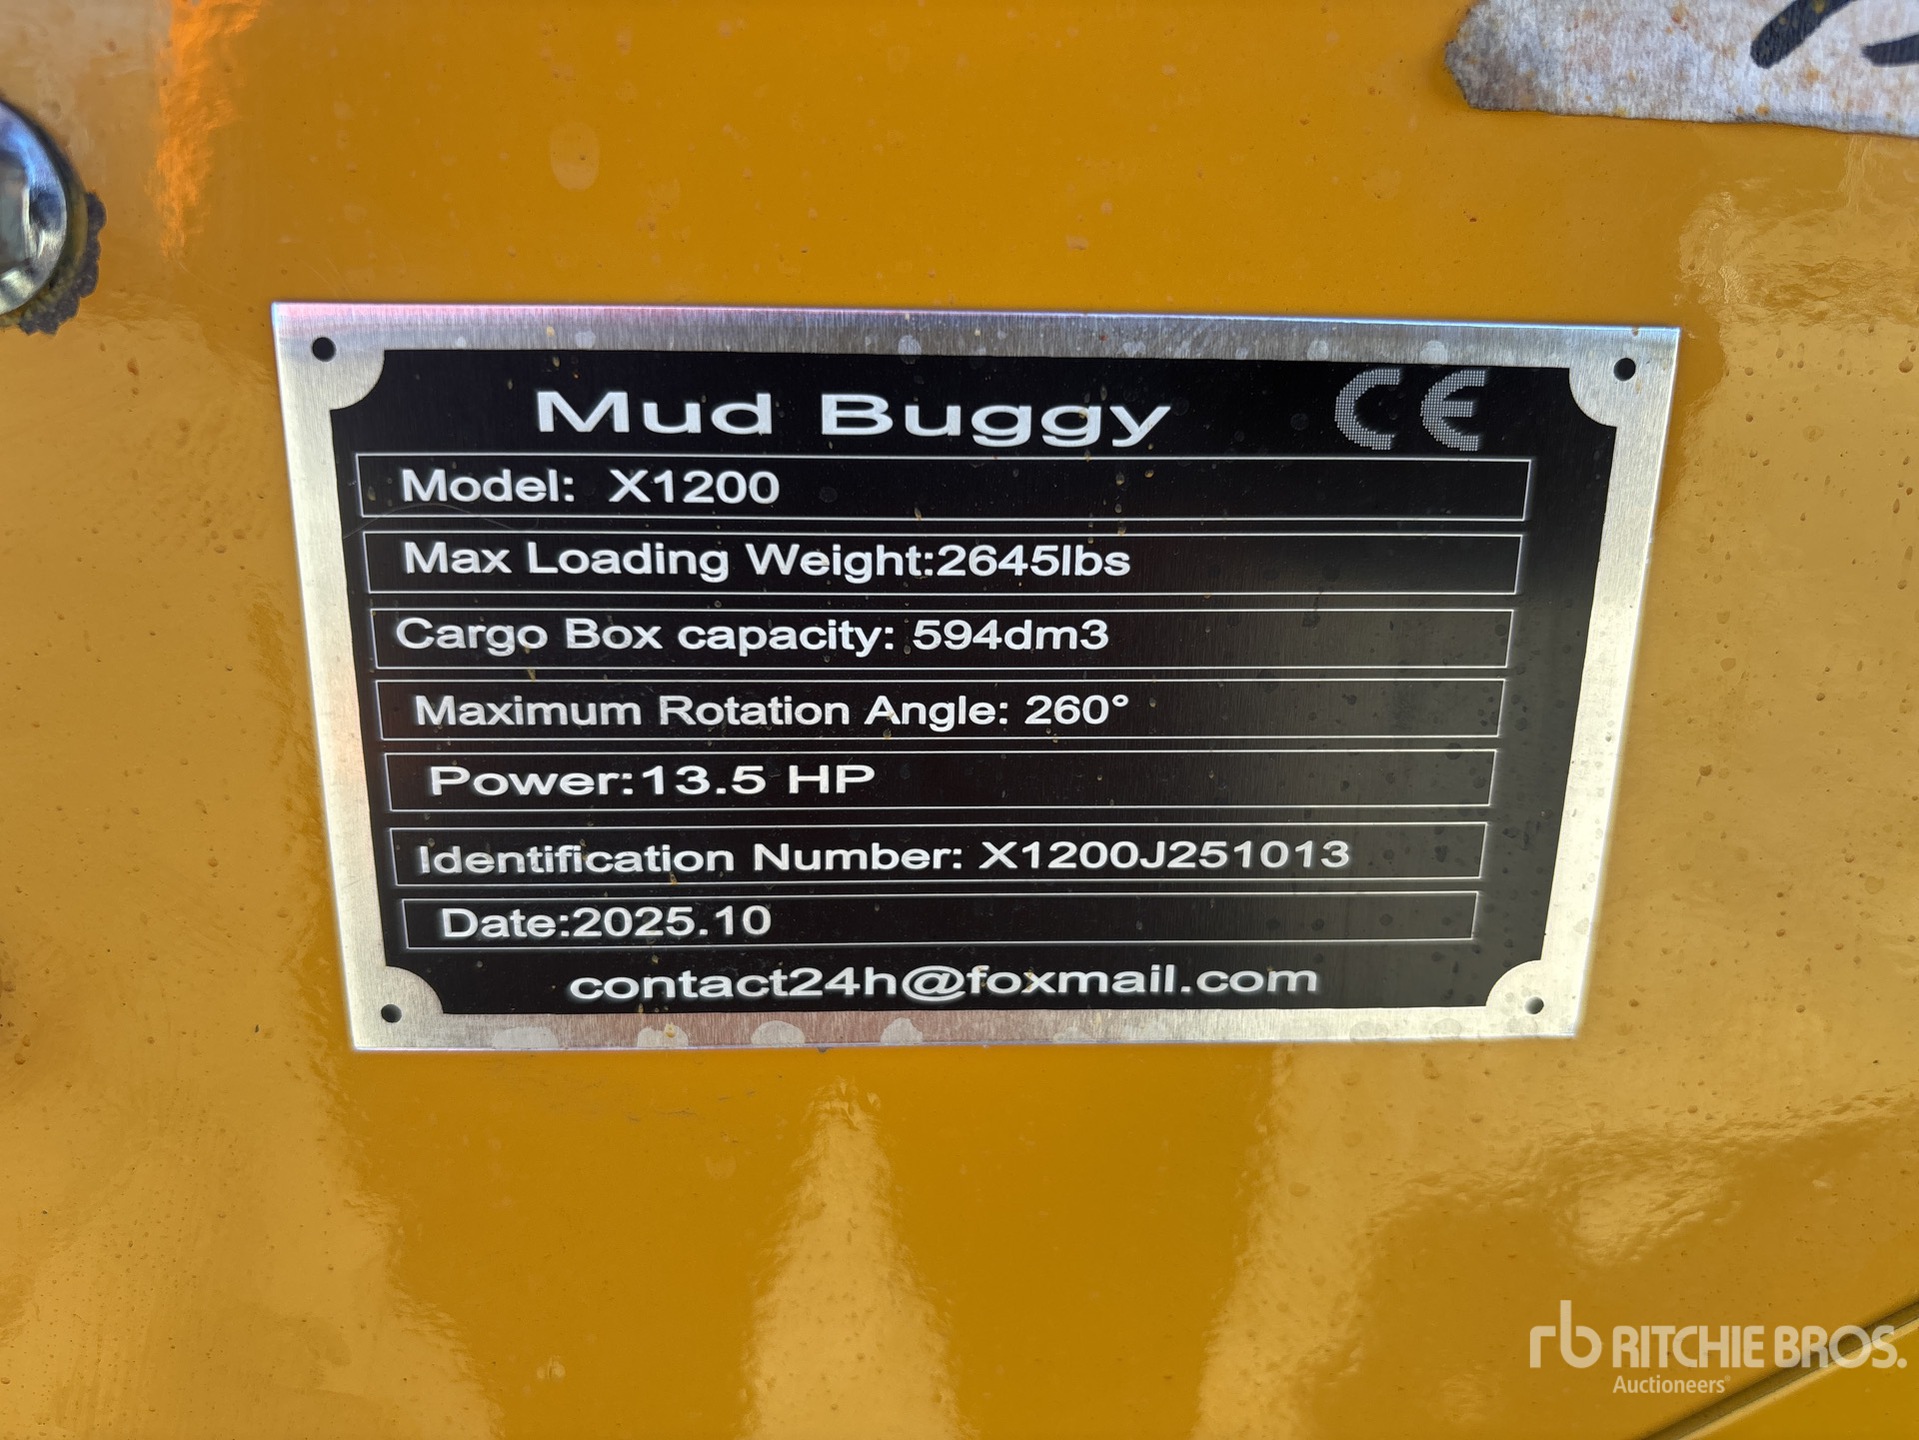 Mud Buggy CE
Model: X1200
Max Loading Weight:2645lbs
Cargo Box capacity: 594dm3
Maximum Rotation Angle: 260°
Power:13.5 HP
Identification Number: X1200J251013
Date:2025.10
contact24h@foxmail.com
rb RITCHIE BROS.
Auctioneers